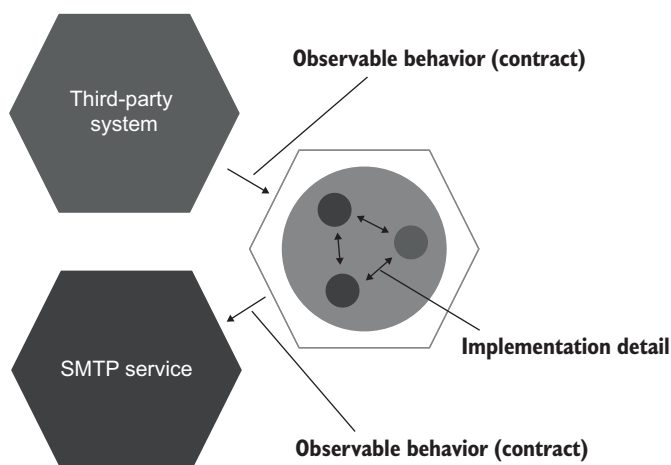 Observable behavior (contract)
Third-party
system
Implementation detail
SMTP service
Observable behavior (contract)